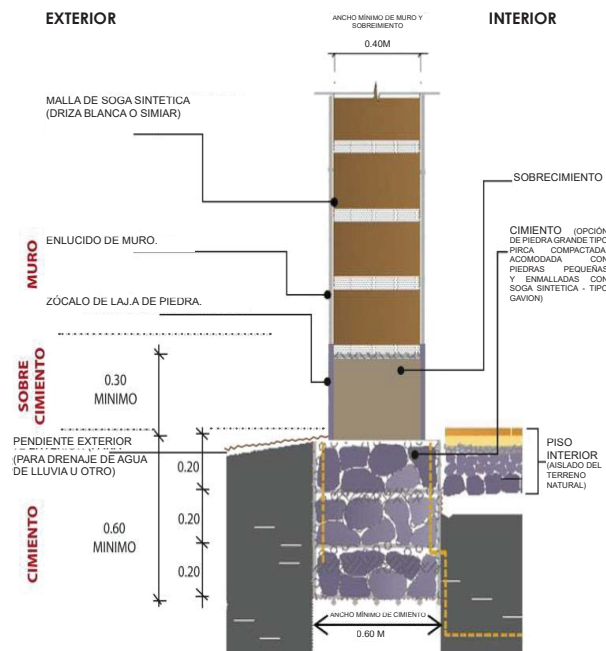 EXTERIOR
ANCHO MÍNIMO DE MURO Y
SOBREIMIENTO
0.40M
INTERIOR
MALLA DE SOGA SINTETICA
(DRIZA BLANCA O SIMIAR)
SOBRECIMIENTO
CIMIENTO (OPCIÓN
DE PIEDRA GRANDE TIPO
PIRCA COMPACTADA,
ACOMODADA CON
PIEDRAS PEQUEÑAS
Y ENMALLADAS CON
SOGA SINTETICA - TIPO
GAVION)
MURO
ENLUCIDO DE MURO.
ZÓCALO DE LAJ.A DE PIEDRA.
SOBRE
CIMIENTO
0.30
MINIMO
PENDIENTE EXTERIOR
(PARA DRENAJE DE AGUA
DE LLUVIA U OTRO)
CIMIENTO
0.60
MINIMO
0.20
0.20
0.20
PISO
INTERIOR
(AISLADO DEL
TERRENO
NATURAL)
ANCHO MÍNIMO DE CIMIENTO
0.60 M